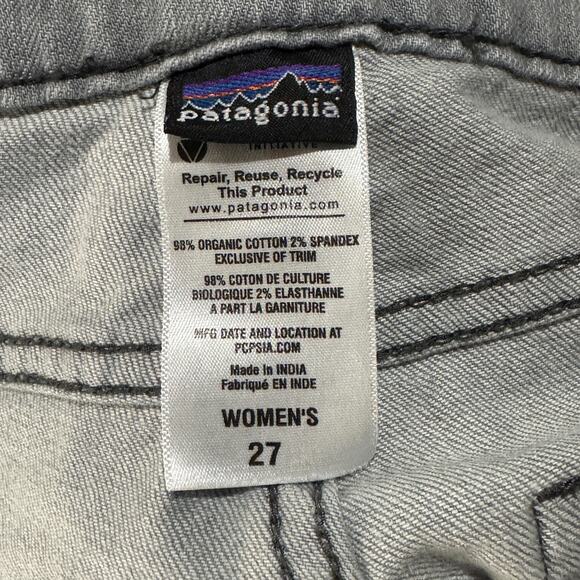 patagonia
INITIATIVE
Repair, Reuse, Recycle
This Product
www.patagonia.com
98% ORGANIC COTTON 2% SPANDEX
EXCLUSIVE OF TRIM
98% COTON DE CULTURE
BIOLOGIQUE 2% ELASTHANNE
A PART LA GARNITURE
MFG DATE AND LOCATION AT
PCPSIA.COM
Made In INDIA
Fabriqué EN INDE
WOMEN'S
27